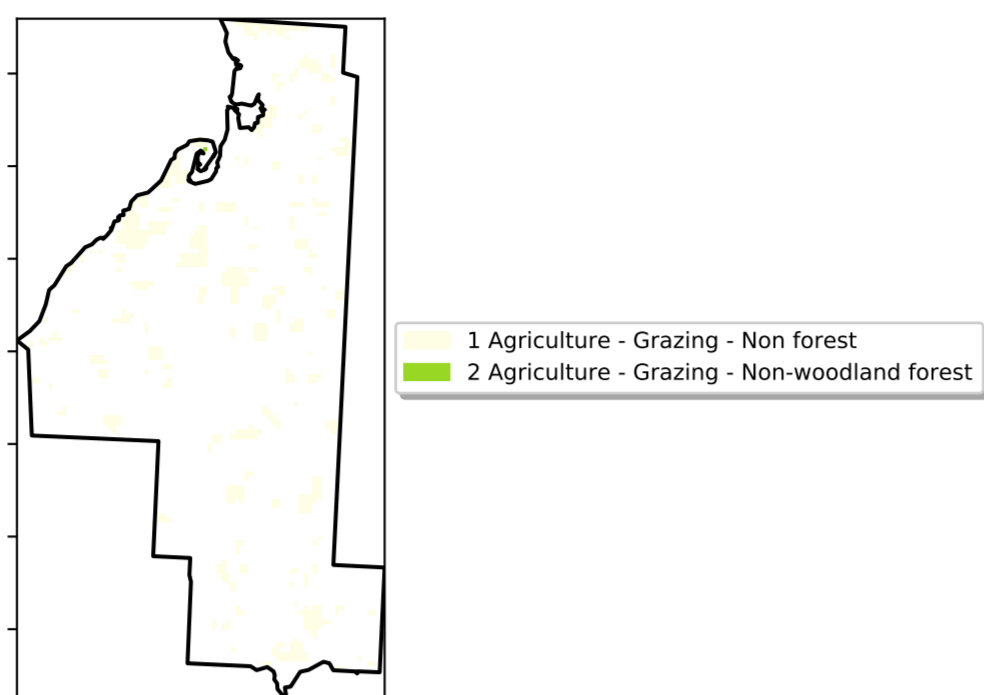 1 Agriculture - Grazing - Non forest
2 Agriculture - Grazing - Non-woodland forest